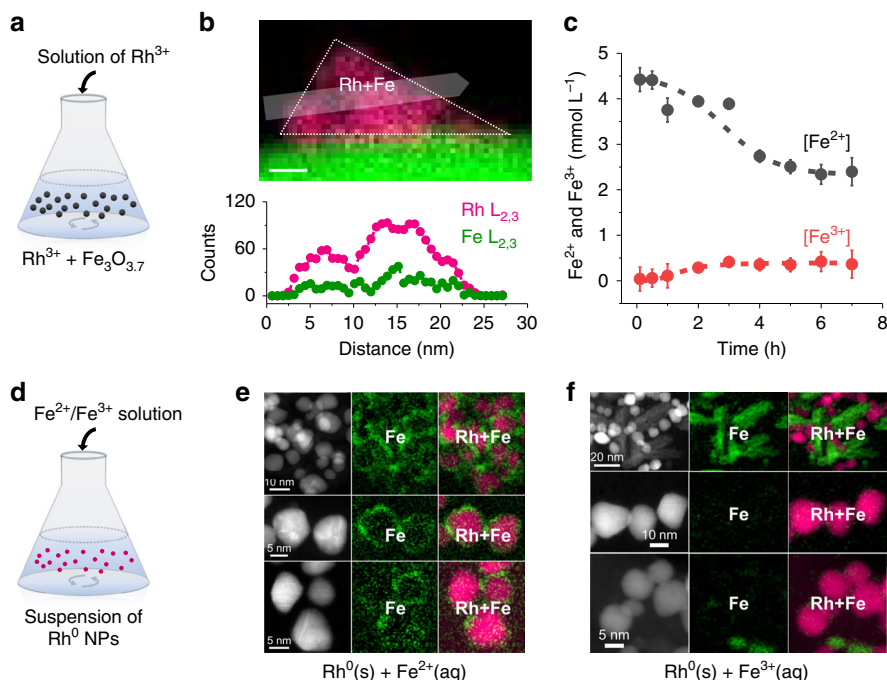 a
Solution of Rh³⁺
Rh³⁺ + Fe₃O₃.₇
b
Rh+Fe
120
60
0
Counts
Rh L₂,₃
Fe L₂,₃
0 5 10 15 20 25 30
Distance (nm)
c
Fe²⁺ and Fe³⁺ (mmol L⁻¹)
5
4
3
2
1
0
[Fe²⁺]
[Fe³⁺]
0 2 4 6 8
Time (h)
d
Fe²⁺/Fe³⁺ solution
Suspension of
Rh⁰ NPs
e
10 nm
Fe
Rh+Fe
5 nm
Fe
Rh+Fe
5 nm
Fe
Rh+Fe
Rh⁰(s) + Fe²⁺(aq)
f
20 nm
Fe
Rh+Fe
10 nm
Fe
Rh+Fe
5 nm
Fe
Rh+Fe
Rh⁰(s) + Fe³⁺(aq)